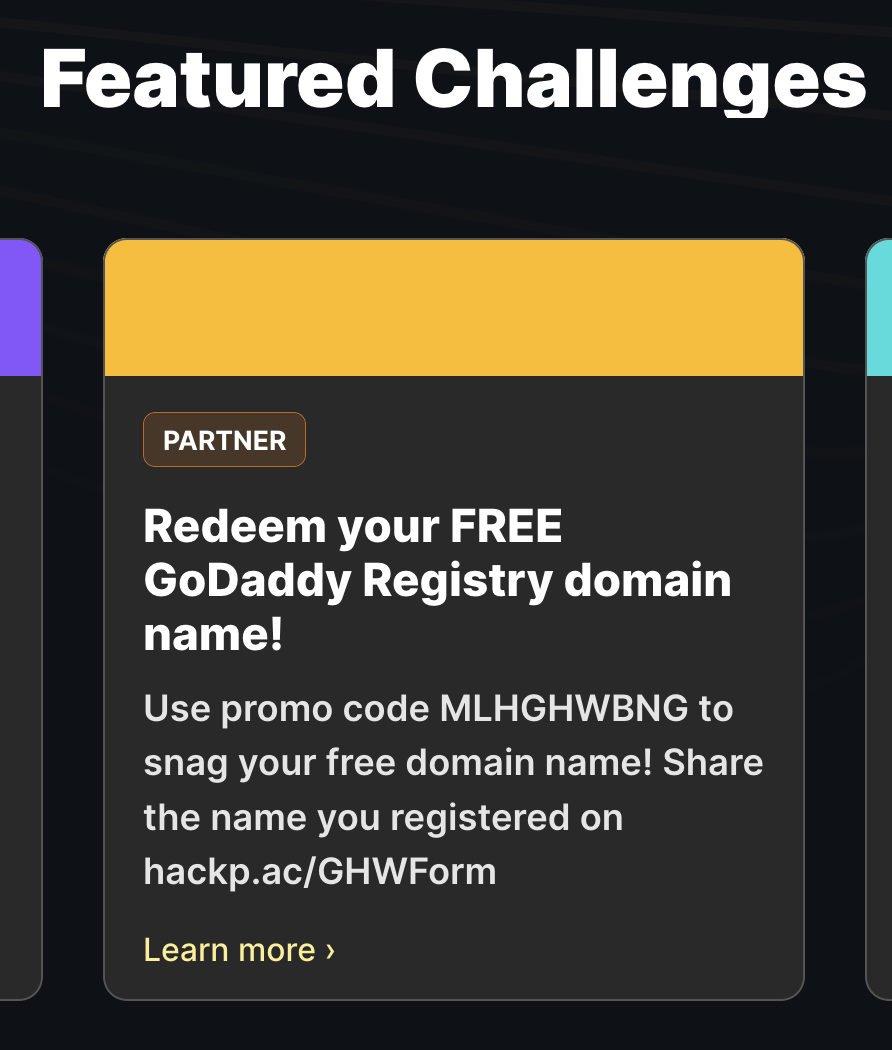 Featured Challenges
PARTNER
Redeem your FREE
GoDaddy Registry domain
name!
Use promo code MLHGHWBNG to
snag your free domain name! Share
the name you registered on
hackp.ac/GHWForm
Learn more ›